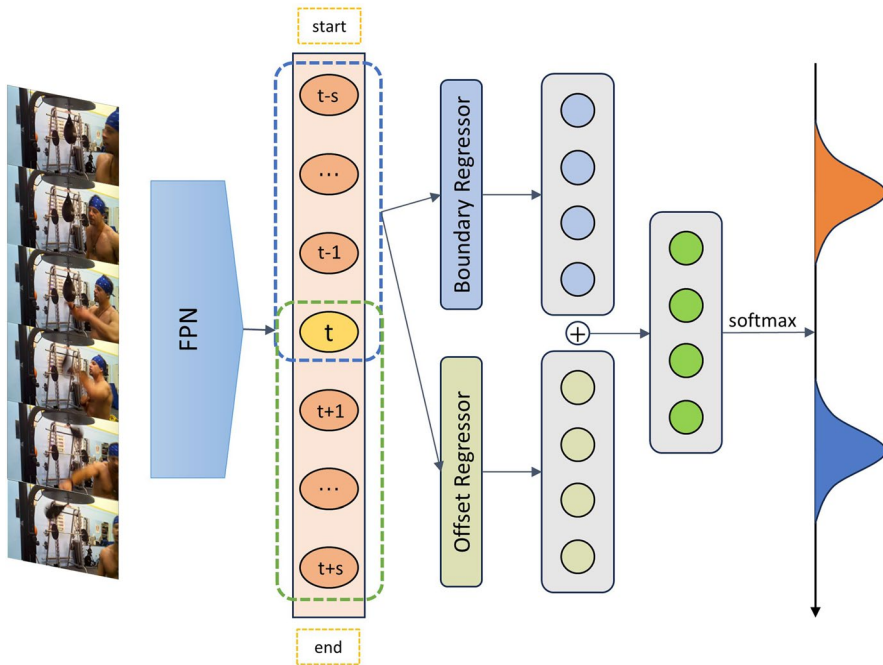 start
t-s
...
t-1
t
t+1
...
t+s
end
FPN
Boundary Regressor
Offset Regressor
+
softmax